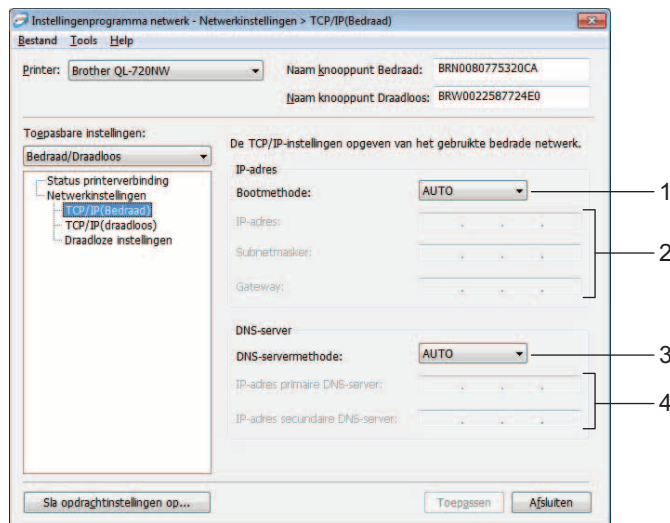 Instellingenprogramma netwerk - Netwerkinstellingen > TCP/IP(Bedraad)
Bestand Tools Help
Printer: Brother QL-720NW
Naam knooppunt Bedraad: BRN0080775320CA
Naam knooppunt Draadloos: BRW0022587724E0
Toepasbare instellingen:
Bedraad/Draadloos
Status printerverbinding
Netwerkinstellingen
TCP/IP(Bedraad)
TCP/IP(draadloos)
Draadloze instellingen
De TCP/IP-instellingen opgeven van het gebruikte bedrade netwerk.
IP-adres
Bootmethode: AUTO 1
IP-adres: . . .
Subnetmasker: . . . 2
Gateway: . . .
DNS-server
DNS-servermethode: AUTO 3
IP-adres primaire DNS-server: . . . 4
IP-adres secundaire DNS-server: . . .
Sla opdrachtinstellingen op... Toepassen Afsluiten